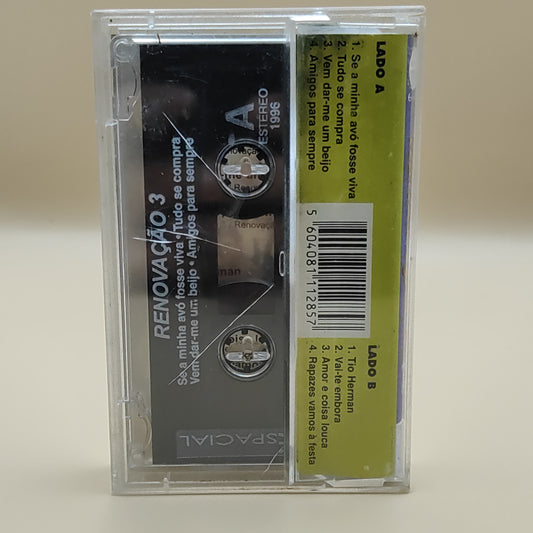 RENOVAÇÃO 3
Se a minha avó fosse viva • Tudo se compra
Vem dar-me um beijo • Amigos para sempre
A
ESTEREO
1996
ESPACIAL
LADO A
1. Se a minha avó fosse viva
2. Tudo se compra
3. Vem dar-me um beijo
4. Amigos para sempre
5 604081 112857
LADO B
1. Tio Herman
2. Vai-te embora
3. Amor e coisa louca
4. Rapazes vamos à festa